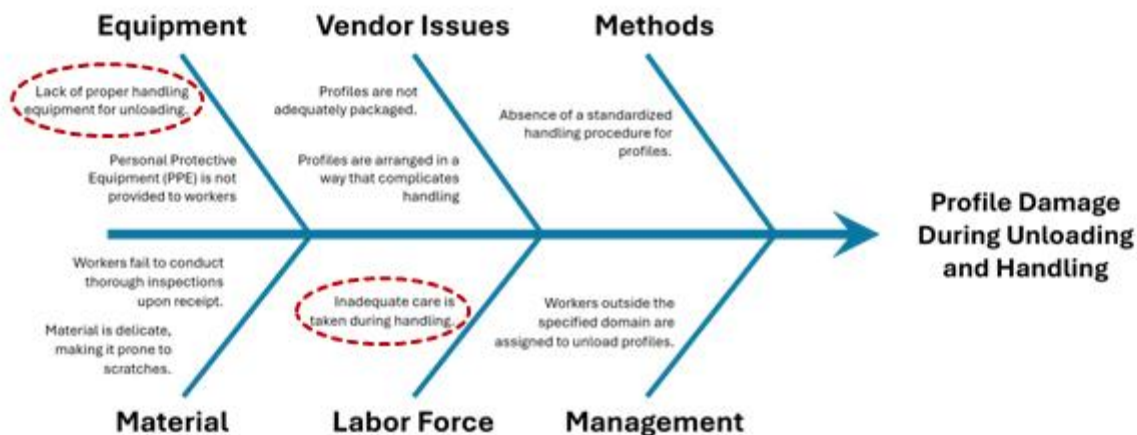 Equipment
Vendor Issues
Methods
Lack of proper handling
equipment for unloading.
Profiles are not
adequately packaged.
Absence of a standardized
handling procedure for
profiles.
Personal Protective
Equipment (PPE) is not
provided to workers
Profiles are arranged in a
way that complicates
handling
Profile Damage
During Unloading
and Handling
Workers fail to conduct
thorough inspections
upon receipt.
Material is delicate,
making it prone to
scratches.
Inadequate care is
taken during handling.
Workers outside the
specified domain are
assigned to unload profiles.
Material
Labor Force
Management